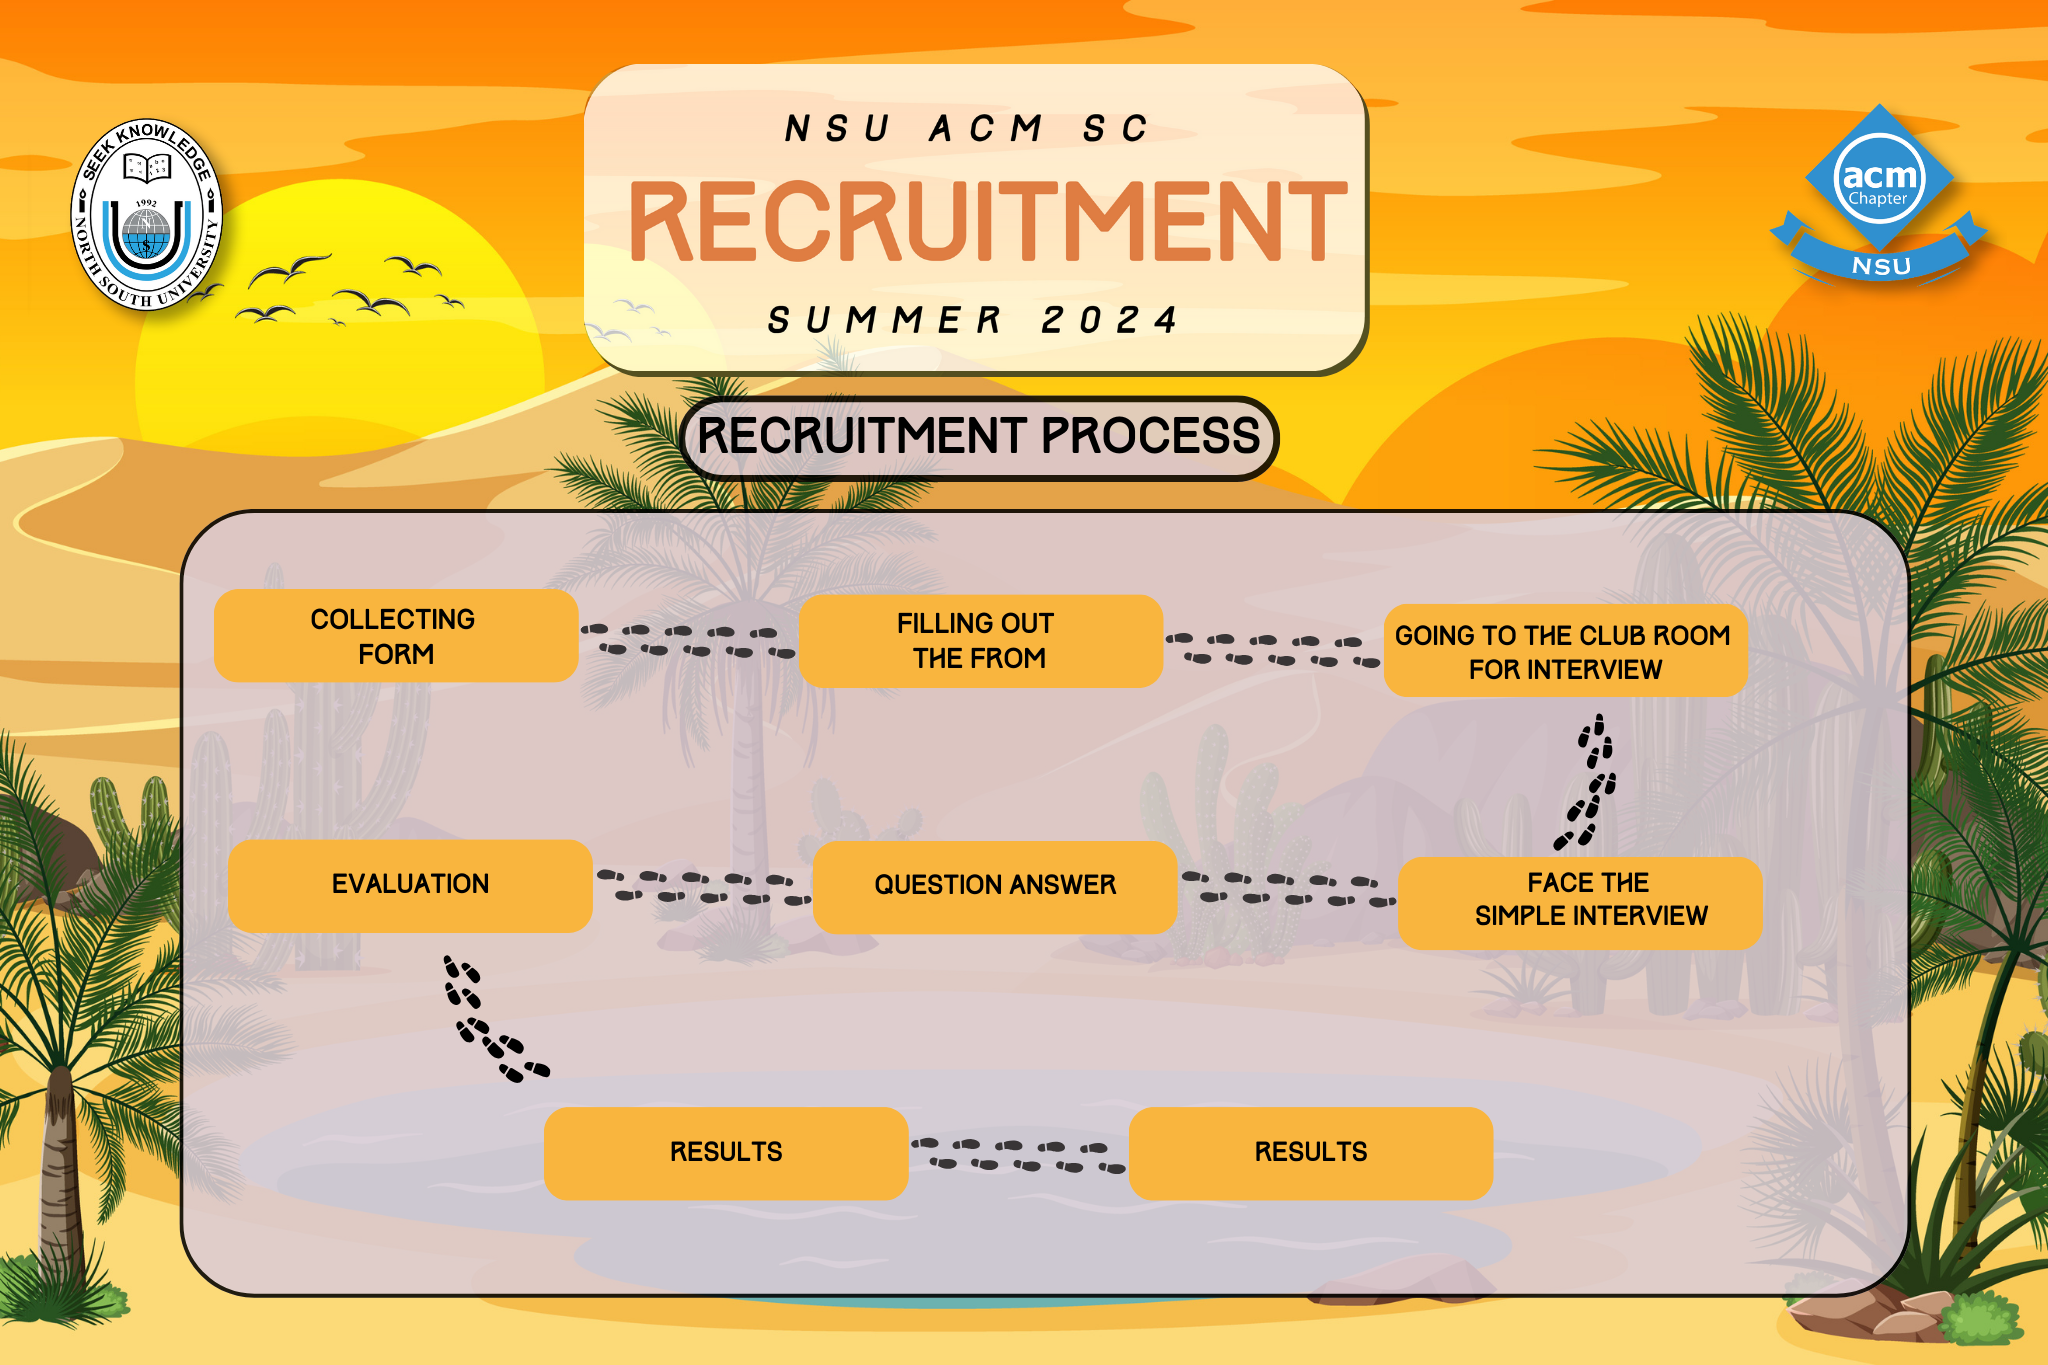 NSU ACM SC
RECRUITMENT
SUMMER 2024
SEEK KNOWLEDGE
1992
N
S
NORTH SOUTH UNIVERSITY
acm
Chapter
NSU
RECRUITMENT PROCESS
COLLECTING
FORM
FILLING OUT
THE FROM
GOING TO THE CLUB ROOM
FOR INTERVIEW
EVALUATION
QUESTION ANSWER
FACE THE
SIMPLE INTERVIEW
RESULTS
RESULTS